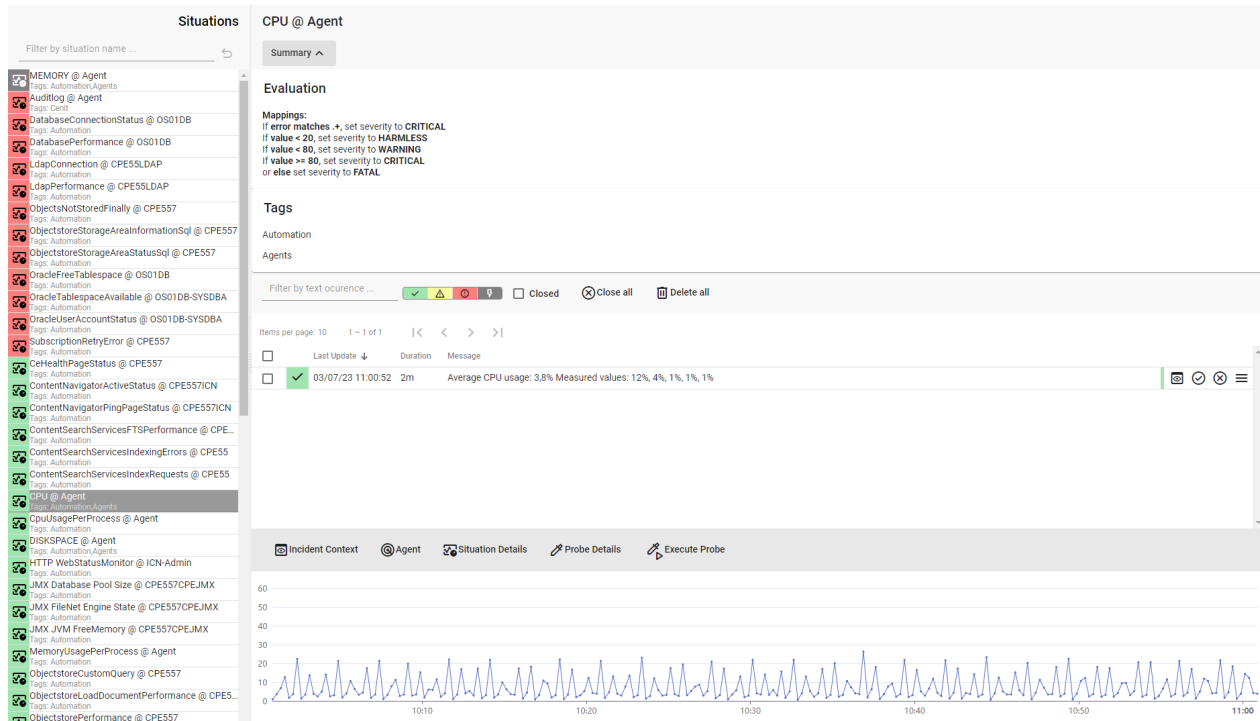 Situations
Filter by situation name ...
MEMORY @ Agent
Tags: Automation,Agents
Auditlog @ Agent
Tags: Cenit
DatabaseConnectionStatus @ OS01DB
Tags: Automation
DatabasePerformance @ OS01DB
Tags: Automation
LdapConnection @ CPE55LDAP
Tags: Automation
LdapPerformance @ CPE55LDAP
Tags: Automation
ObjectsNotStoredFinally @ CPE557
Tags: Automation
ObjectstoreStorageAreaInformationSql @ CPE557
Tags: Automation
ObjectstoreStorageAreaStatusSql @ CPE557
Tags: Automation
OracleFreeTablespace @ OS01DB
Tags: Automation
OracleTablespaceAvailable @ OS01DB-SYSDBA
Tags: Automation
OracleUserAccountStatus @ OS01DB-SYSDBA
Tags: Automation
SubscriptionRetryError @ CPE557
Tags: Automation
CeHealthPageStatus @ CPE557
Tags: Automation
ContentNavigatorActiveStatus @ CPE557ICN
Tags: Automation
ContentNavigatorPingPageStatus @ CPE557ICN
Tags: Automation
ContentSearchServicesFTSPerformance @ CPE...
Tags: Automation
ContentSearchServicesIndexingErrors @ CPE55
Tags: Automation
ContentSearchServicesIndexRequests @ CPE55
Tags: Automation
CPU @ Agent
Tags: Automation,Agents
CpuUsagePerProcess @ Agent
Tags: Automation
DISKSPACE @ Agent
Tags: Automation,Agents
HTTP WebStatusMonitor @ ICN-Admin
Tags: Automation
JMX Database Pool Size @ CPE557CPEJMX
Tags: Automation
JMX FileNet Engine State @ CPE557CPEJMX
Tags: Automation
JMX JVM FreeMemory @ CPE557CPEJMX
Tags: Automation
MemoryUsagePerProcess @ Agent
Tags: Automation
ObjectstoreCustomQuery @ CPE557
Tags: Automation
ObjectstoreLoadDocumentPerformance @ CPE5...
Tags: Automation
ObjectstorePerformance @ CPE557
CPU @ Agent
Summary
Evaluation
Mappings:
If error matches .+, set severity to CRITICAL
If value < 20, set severity to HARMLESS
If value < 80, set severity to WARNING
If value >= 80, set severity to CRITICAL
or else set severity to FATAL
Tags
Automation
Agents
Filter by text ocurence ... Closed Close all Delete all
Items per page: 10 1 – 1 of 1
Last Update Duration Message
03/07/23 11:00:52 2m Average CPU usage: 3,8% Measured values: 12%, 4%, 1%, 1%, 1%
Incident Context Agent Situation Details Probe Details Execute Probe
60
50
40
30
20
10
0
10:10 10:20 10:30 10:40 10:50 11:00